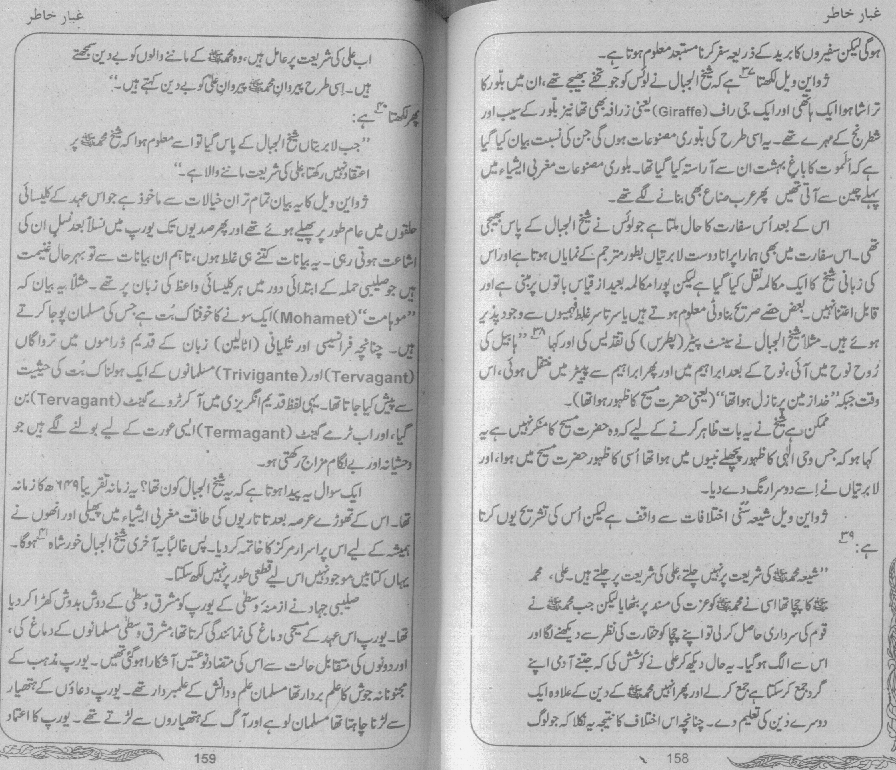 غبار خاطر
ہوگی لیکن سفیروں کا برید کے ذریعہ سفر کرنا مستبعد معلوم ہوتا ہے۔
ژواین ویل لکھتا۳۷ ہے کہ شیخ الجبال نے لوئس کو جو تحفے بھیجے تھے، ان میں بلّور کا
تراشا ہوا ایک ہاتھی اور ایک جی راف (Giraffe) یعنی زرافہ بھی تھا نیز بلّور کے سیب اور
شطرنج کے مہرے تھے۔ یہ اسی طرح کی بلّوری مصنوعات ہوں گی جن کی نسبت بیان کیا گیا
ہے کہ الموت کا باغِ بہشت ان سے آراستہ کیا گیا تھا۔ بلوری مصنوعات مغربی ایشیاء میں
پہلے چین سے آتی تھیں پھر عرب صناع بھی بنانے لگے تھے۔
اس کے بعد اُس سفارت کا حال ملتا ہے جو لوئس نے شیخ الجبال کے پاس بھیجی
تھی۔ اس سفارت میں بھی ہمارا پرانا دوست لابرتیاں بطور مترجم کے نمایاں ہوتا ہے اور اس
کی زبانی شیخ کا ایک مکالمہ نقل کیا گیا ہے لیکن پورا مکالمہ بعید از قیاس باتوں پر مبنی ہے اور
قابل اعتنا نہیں۔ بعض حصّے صریح بناوٹی معلوم ہوتے ہیں یا سرتاسر غلط فہمیوں سے وجود پذیر
ہوئے ہیں۔ مثلاً شیخ الجبال نے سینٹ پیٹر (پطرس) کی تقدیس کی اور کہا۳۸ "ہابیل کی
رُوح نوح میں آئی، نوح کے بعد ابراہیم میں اور پھر ابراہیم سے پیٹر میں منتقل ہوئی، اس
وقت جبکہ "خدا زمین پر نازل ہوا تھا" (یعنی حضرت مسیح کا ظہور ہوا تھا)۔
ممکن ہے شیخ نے یہ بات ظاہر کرنے کے لیے کہ وہ حضرت مسیح کا منکر نہیں ہے یہ
کہا ہو کہ جس وحی الٰہی کا ظہور پچھلے نبیوں میں ہوا تھا اُسی کا ظہور حضرت مسیح میں ہوا، اور
لابرتیاں نے اسے دوسرا رنگ دے دیا۔
ژواین ویل شیعہ سُنّی اختلافات سے واقف ہے لیکن اُس کی تشریح یوں کرتا
ہے:۳۹
"شیعہ محمد ﷺ کی شریعت پر نہیں چلتے، علی کی شریعت پر چلتے ہیں۔ علی، محمد
ﷺ کا چچا تھا اسی نے محمد ﷺ کو عزت کی مسند پر بٹھایا لیکن جب محمد ﷺ نے
قوم کی سرداری حاصل کر لی تو اپنے چچا کو حقارت کی نظر سے دیکھنے لگا اور
اس سے الگ ہوگیا۔ یہ حال دیکھ کر علی نے کوشش کی کہ جتنے آدمی اپنے
گرد جمع کر سکتا ہے جمع کر لے اور پھر انہیں محمد ﷺ کے دین کے علاوہ ایک
دوسرے دین کی تعلیم دے۔ چنانچہ اس اختلاف کا نتیجہ یہ نکلا کہ جو لوگ
158
غبار خاطر
اب علی کی شریعت پر عامل ہیں، وہ محمد ﷺ کے ماننے والوں کو بے دین سمجھتے
ہیں۔ اسی طرح پیروانِ محمد ﷺ پیروانِ علی کو بے دین کہتے ہیں۔"
پھر لکھتا۴۰ ہے:
"جب لابرتیاں شیخ الجبال کے پاس گیا تو اسے معلوم ہوا کہ شیخ محمد ﷺ پر
اعتقاد نہیں رکھتا، علی کی شریعت ماننے والا ہے۔"
ژواین ویل کا یہ بیان تمام تر ان خیالات سے ماخوذ ہے جو اس عہد کے کلیسائی
حلقوں میں عام طور پر پھیلے ہوئے تھے اور پھر صدیوں تک یورپ میں نسلاً بعد نسلٍ ان کی
اشاعت ہوتی رہی۔ یہ بیانات کتنے ہی غلط ہوں، تاہم ان بیانات سے تو بہرحال غنیمت
ہیں جو صلیبی حملہ کے ابتدائی دور میں ہر کلیسائی واعظ کی زبان پر تھے۔ مثلاً یہ بیان کہ
"موہامت" (Mohamet) ایک سونے کا خوفناک بُت ہے جس کی مسلمان پوجا کرتے
ہیں۔ چنانچہ فرانسیسی اور تلیانی (اٹالین) زبان کے قدیم ڈراموں میں ترواگاں
(Tervagant) اور (Trivigante) مسلمانوں کے ایک ہولناک بُت کی حیثیت
سے پیش کیا جاتا تھا۔ یہی لفظ قدیم انگریزی میں آ کر ٹروے گینٹ (Tervagant) بن
گیا، اور اب ٹرے گینٹ (Termagant) ایسی عورت کے لیے بولنے لگے ہیں جو
وحشیانہ اور بے لگام مزاج رکھتی ہو۔
ایک سوال یہ پیدا ہوتا ہے کہ یہ شیخ الجبال کون تھا؟ یہ زمانہ تقریباً ۶۴۹ھ کا زمانہ
تھا۔ اس کے تھوڑے عرصہ بعد تاتاریوں کی طاقت مغربی ایشیاء میں پھیلی اور انھوں نے
ہمیشہ کے لیے اس پراسرار مرکز کا خاتمہ کر دیا۔ پس غالباً یہ آخری شیخ الجبال خورشاہ ہوگا۔
یہاں کتابیں موجود نہیں اس لیے قطعی طور پر نہیں لکھ سکتا۔
صلیبی جہاد نے ازمنۂ وسطیٰ کے یورپ کو مشرق وسطیٰ کے دوش بدوش کھڑا کر دیا
تھا۔ یورپ اس عہد کے مسیحی دماغ کی نمائندگی کرتا تھا، مشرق وسطیٰ مسلمانوں کے دماغ کی،
اور دونوں کی متقابل حالت سے اس کی متضاد نوعیتیں آشکارا ہوگئی تھیں۔ یورپ مذہب کے
مجنونانہ جوش کا علم بردار تھا مسلمان علم و دانش کے علمبردار تھے۔ یورپ دعاؤں کے ہتھیار
سے لڑنا چاہتا تھا مسلمان لوہے اور آگ کے ہتھیاروں سے لڑتے تھے۔ یورپ کا اعتماد
159